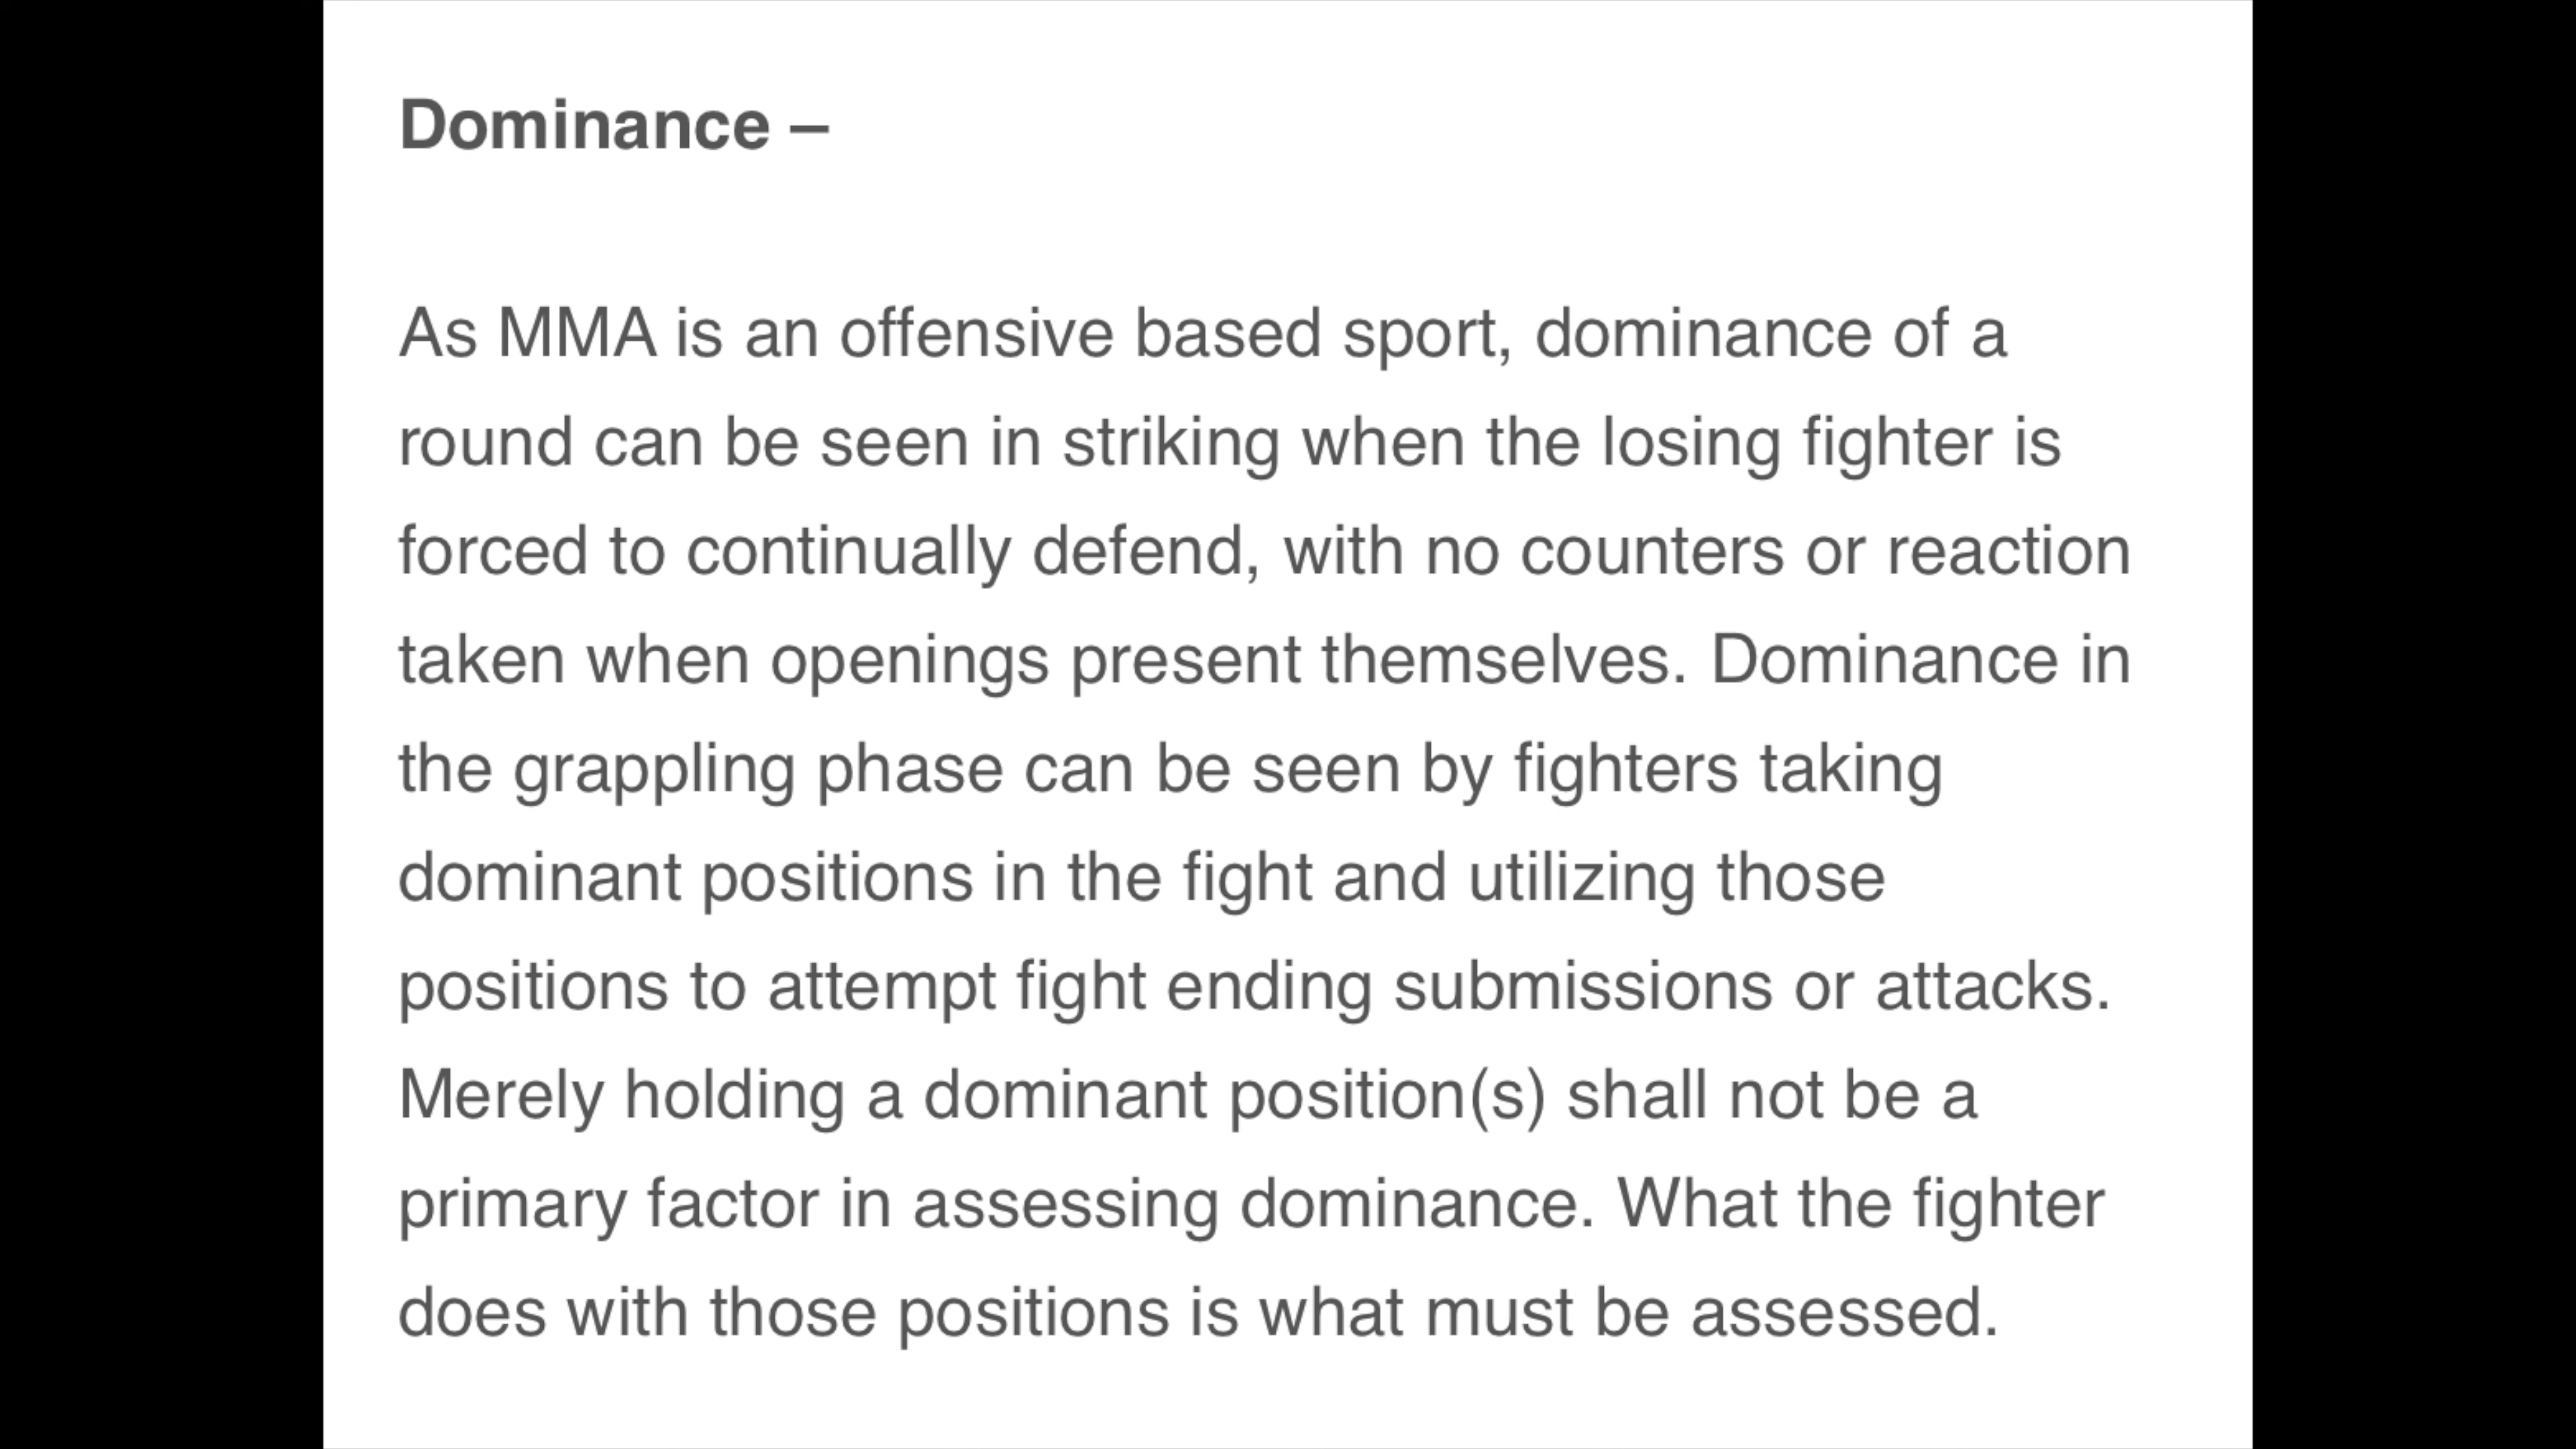 Dominance –
As MMA is an offensive based sport, dominance of a
round can be seen in striking when the losing fighter is
forced to continually defend, with no counters or reaction
taken when openings present themselves. Dominance in
the grappling phase can be seen by fighters taking
dominant positions in the fight and utilizing those
positions to attempt fight ending submissions or attacks.
Merely holding a dominant position(s) shall not be a
primary factor in assessing dominance. What the fighter
does with those positions is what must be assessed.